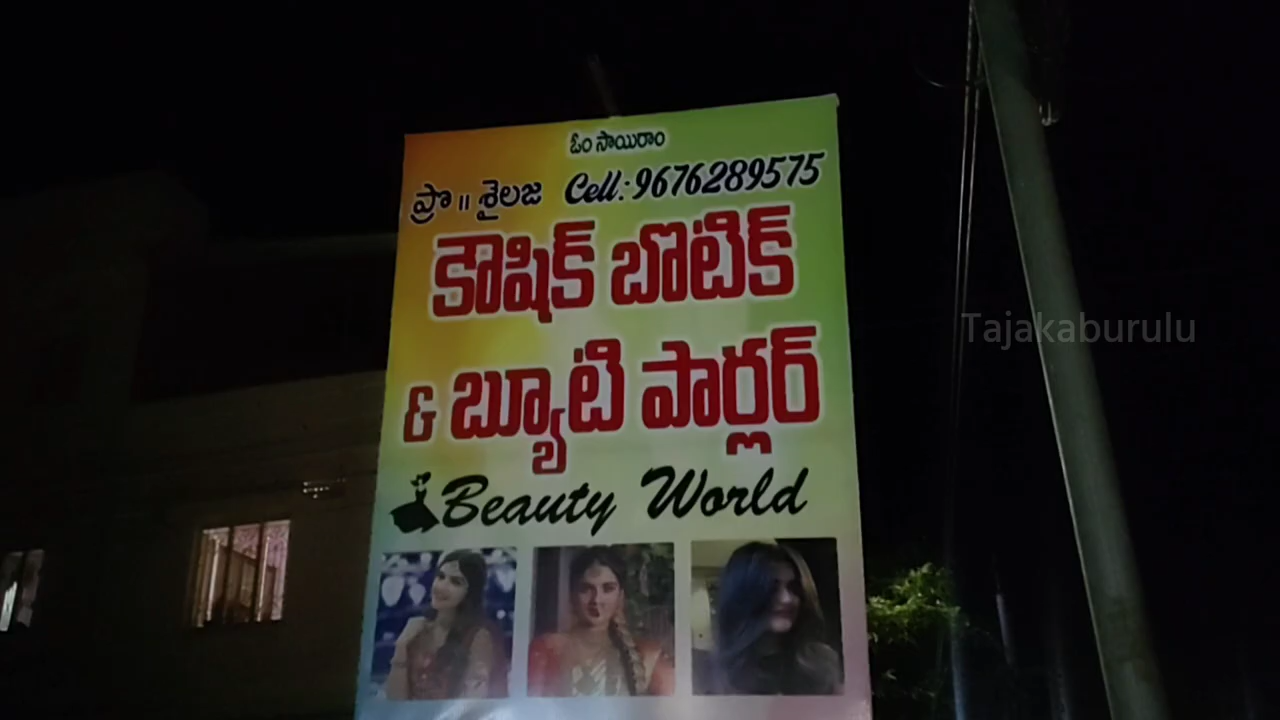 ఓం సాయిరాం
ప్రొ॥ శైలజ Cell: 9676289575
కౌషిక్ బొటిక్
& బ్యూటి పార్లర్
Beauty World
Tajakaburulu